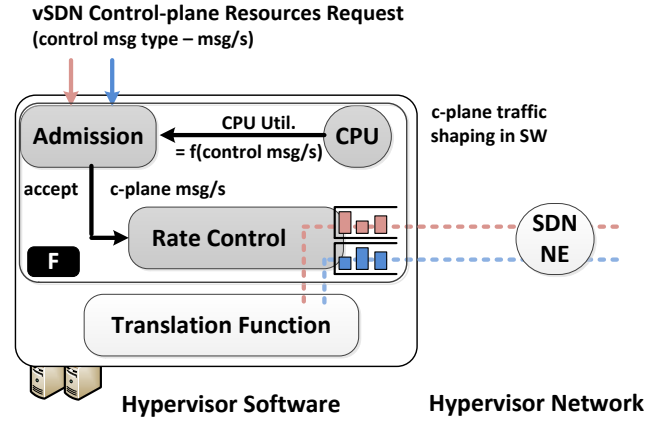 vSDN Control-plane Resources Request
(control msg type – msg/s)
Admission
CPU Util.
= f(control msg/s)
CPU
c-plane traffic
shaping in SW
accept
c-plane msg/s
Rate Control
SDN
NE
F
Translation Function
Hypervisor Software
Hypervisor Network